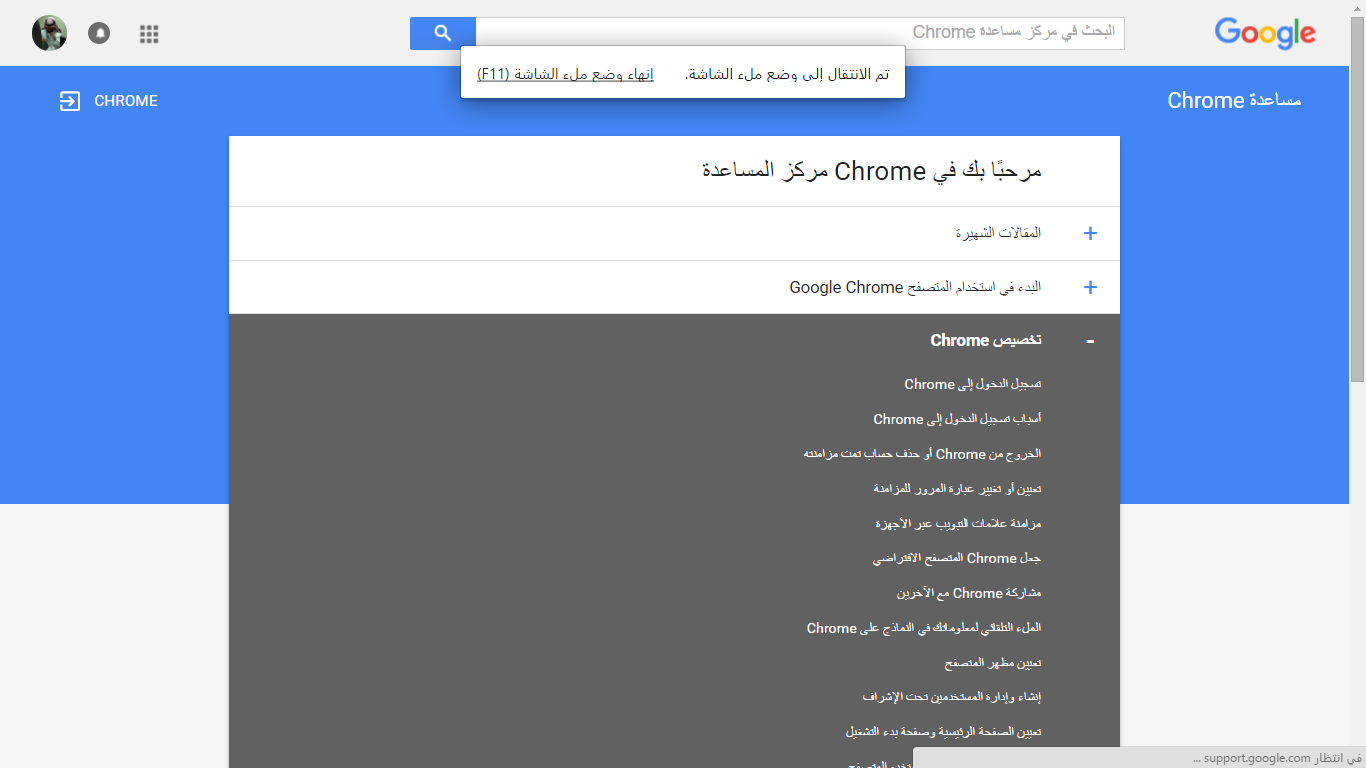 Google
البحث في مركز مساعدة Chrome
تم الانتقال إلى وضع ملء الشاشة. إنهاء وضع ملء الشاشة (F11)
مساعدة Chrome
CHROME
مرحبًا بك في Chrome مركز المساعدة
+ المقالات الشهيرة
+ البدء في استخدام المتصفح Google Chrome
- تخصيص Chrome
تسجيل الدخول إلى Chrome
أسباب تسجيل الدخول إلى Chrome
الخروج من Chrome أو حذف حساب تمت مزامنته
تعيين أو تغيير عبارة المرور للمزامنة
مزامنة علامات التبويب عبر الأجهزة
جعل Chrome المتصفح الافتراضي
مشاركة Chrome مع الآخرين
الملء التلقائي لمعلوماتك في النماذج على Chrome
تعيين مظهر المتصفح
إنشاء وإدارة المستخدمين تحت الإشراف
تعيين الصفحة الرئيسية وصفحة بدء التشغيل
في انتظار support.google.com ...